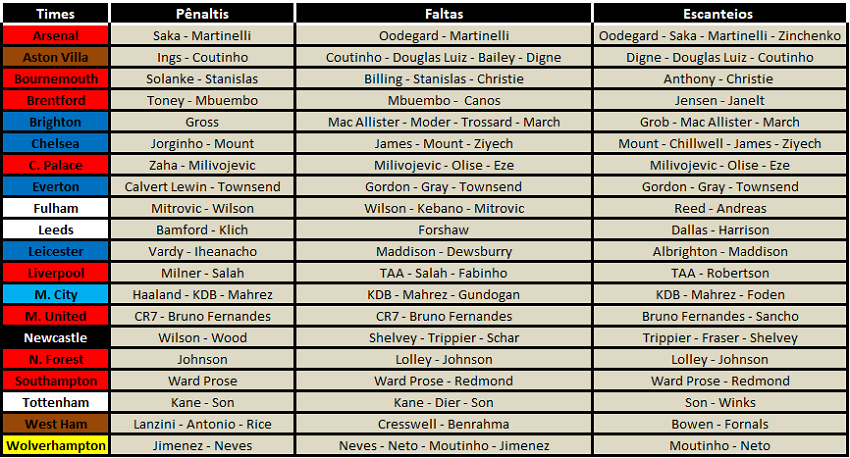 Times Pênaltis Faltas Escanteios
Arsenal Saka - Martinelli Oodegard - Martinelli Oodegard - Saka - Martinelli - Zinchenko
Aston Villa Ings - Coutinho Coutinho - Douglas Luiz - Bailey - Digne Digne - Douglas Luiz - Coutinho
Bournemouth Solanke - Stanislas Billing - Stanislas - Christie Anthony - Christie
Brentford Toney - Mbuembo Mbuembo - Canos Jensen - Janelt
Brighton Gross Mac Allister - Moder - Trossard - March Grob - Mac Allister - March
Chelsea Jorginho - Mount James - Mount - Ziyech Mount - Chillwell - James - Ziyech
C. Palace Zaha - Milivojevic Milivojevic - Olise - Eze Milivojevic - Olise - Eze
Everton Calvert Lewin - Townsend Gordon - Gray - Townsend Gordon - Gray - Townsend
Fulham Mitrovic - Wilson Wilson - Kebano - Mitrovic Reed - Andreas
Leeds Bamford - Klich Forshaw Dallas - Harrison
Leicester Vardy - Iheanacho Maddison - Dewsburry Albrighton - Maddison
Liverpool Milner - Salah TAA - Salah - Fabinho TAA - Robertson
M. City Haaland - KDB - Mahrez KDB - Mahrez - Gundogan KDB - Mahrez - Foden
M. United CR7 - Bruno Fernandes CR7 - Bruno Fernandes Bruno Fernandes - Sancho
Newcastle Wilson - Wood Shelvey - Trippier - Schar Trippier - Fraser - Shelvey
N. Forest Johnson Lolley - Johnson Lolley - Johnson
Southampton Ward Prose Ward Prose - Redmond Ward Prose - Redmond
Tottenham Kane - Son Kane - Dier - Son Son - Winks
West Ham Lanzini - Antonio - Rice Cresswell - Benrahma Bowen - Fornals
Wolverhampton Jimenez - Neves Neves - Neto - Moutinho - Jimenez Moutinho - Neto